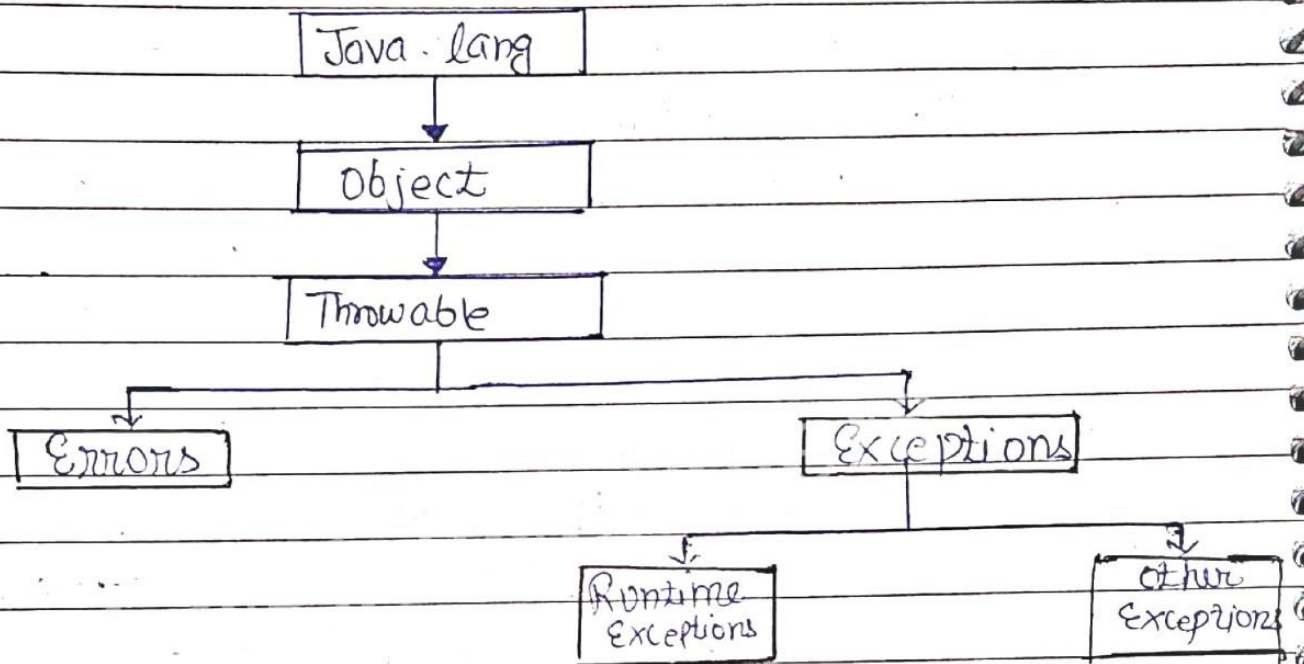 Java. lang
Object
Throwable
Errors
Exceptions
Runtime
Exceptions
other
Exceptions